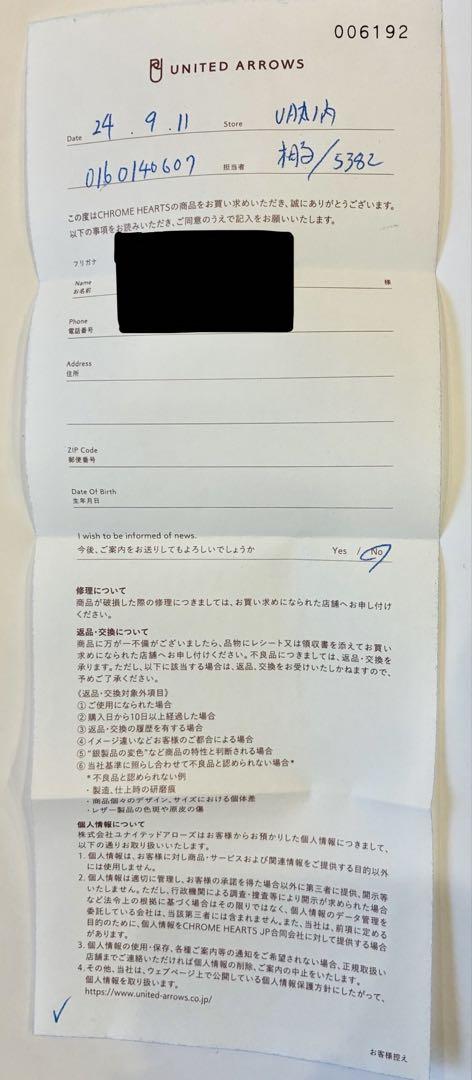 006192
UNITED ARROWS
Date 24 . 9 . 11 Store
0160140607 担当者 /5382
この度はCHROME HEARTSの商品をお買い求めいただき、誠にありがとうございます。
以下の事項をお読みいただき、ご同意のうえで記入をお願いいたします。
フリガナ
Name
お名前 様
Phone
電話番号
Address
住所
ZIP Code
郵便番号
Date Of Birth
生年月日
I wish to be informed of news.
今後、ご案内をお送りしてもよろしいでしょうか Yes / No
修理について
商品が破損した際の修理につきましては、お買い求めになられた店舗へお申し付け
ください。
返品・交換について
商品に万が一不備がございましたら、品物にレシート又は領収書を添えてお買い
求めになられた店舗へお申し付けください。不良品につきましては、返品・交換を
承ります。ただし、以下に該当する場合は、返品、交換をお受けいたしかねますので、
予めご了承ください。
《返品・交換対象外項目》
①ご使用になられた場合
②購入日から10日以上経過した場合
③返品・交換の履歴を有する場合
④イメージ違いなどお客様のご都合による場合
⑤“銀製品の変色”など商品の特性と判断される場合
⑥当社基準に照らし合わせて不良品と認められない場合*
*不良品と認められない例
・製造、仕上時の研磨痕
・商品個々のデザイン、サイズにおける個体差
・レザー製品の色斑や原皮の傷
個人情報について
株式会社ユナイテッドアローズはお客様からお預かりした個人情報につきまして、
以下の通りお取り扱いいたします。
1. 個人情報は、お客様に対し商品・サービスおよび関連情報をご提供する目的以外
には使用しません。
2. 個人情報は適切に管理し、お客様の承諾を得た場合以外に第三者に提供、開示等
いたしません。ただし、行政機関による調査・捜査等により開示が求められた場合
など法令上の根拠に基づく場合はその限りではなく、個人情報のデータ管理を
委託している会社は、当該第三者には含まれません。また、当社は、前項に定める
目的のために、個人情報をCHROME HEARTS JP合同会社に対して提供する場合
があります。
3. 個人情報の使用・保存、各種ご案内等の通知をご希望されない場合、正規取扱い
店舗までご連絡いただければ個人情報の削除、ご案内の中止をいたします。
4. その他、当社は、ウェブページ上で公開している個人情報保護方針にしたがって、
個人情報を取り扱います。
https://www.united-arrows.co.jp/
お客様控え